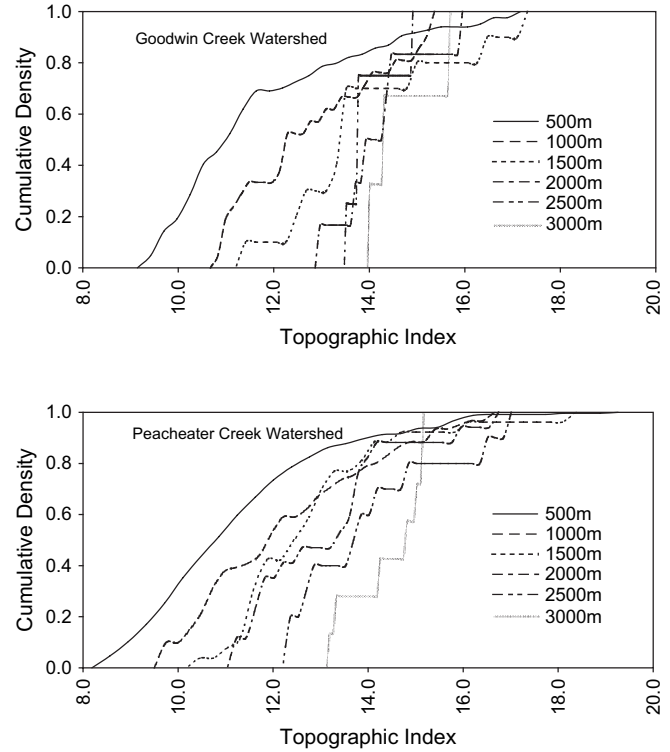 1.0
Goodwin Creek Watershed
0.8
0.6
0.4
0.2
0.0
Cumulative Density
500m
1000m
1500m
2000m
2500m
3000m
8.0 10.0 12.0 14.0 16.0 18.0 20.0
Topographic Index
1.0
Peacheater Creek Watershed
0.8
0.6
0.4
0.2
0.0
Cumulative Density
500m
1000m
1500m
2000m
2500m
3000m
8.0 10.0 12.0 14.0 16.0 18.0 20.0
Topographic Index